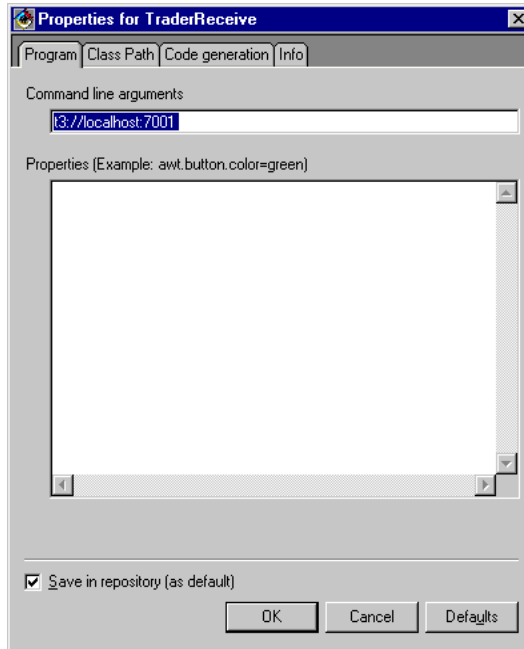 Properties for TraderReceive
Program Class Path Code generation Info
Command line arguments
t3://localhost:7001
Properties (Example: awt.button.color=green)
Save in repository (as default)
OK Cancel Defaults